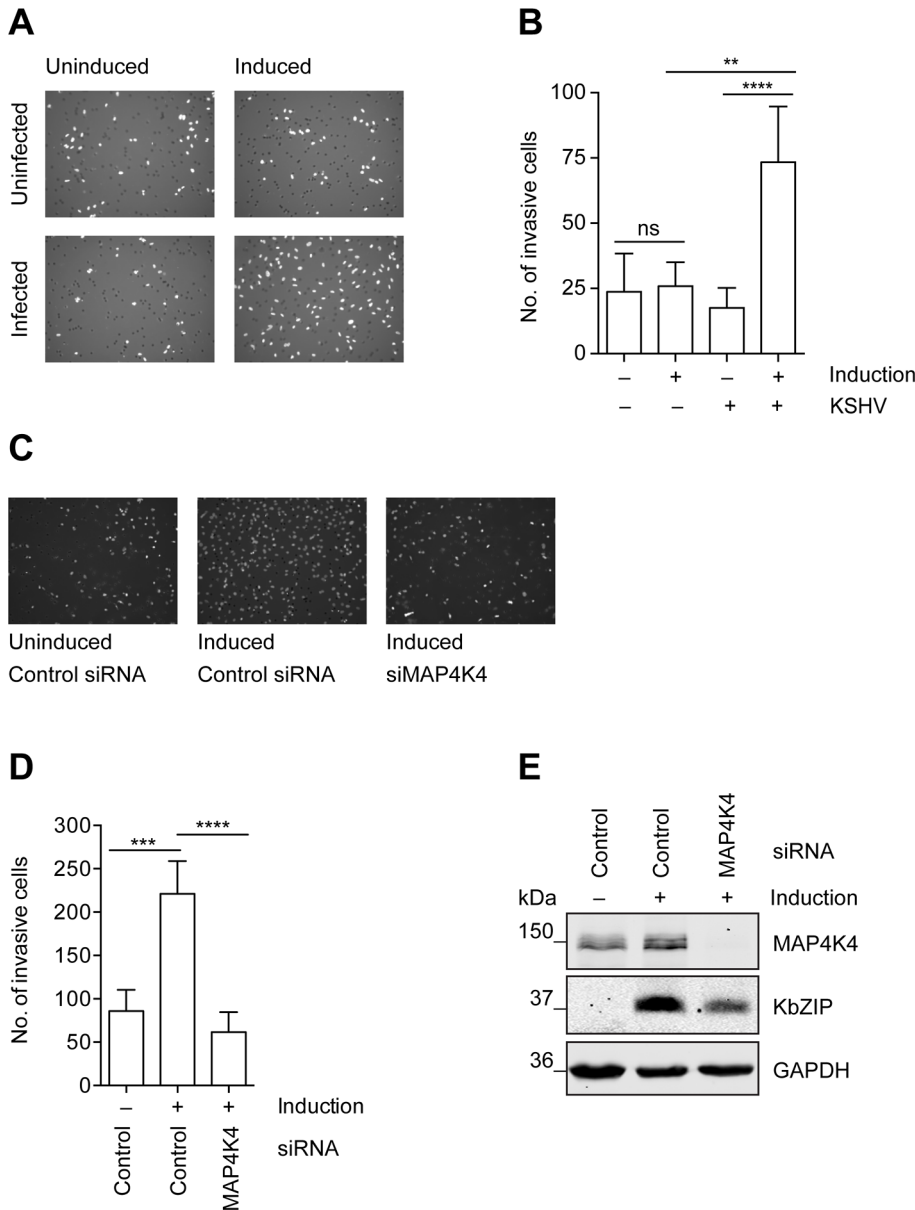 A
Uninduced Induced
Uninfected
Infected
B
No. of invasive cells
100
75
50
25
0
ns
**
****
– + – + Induction
– – + + KSHV
C
Uninduced
Control siRNA
Induced
Control siRNA
Induced
siMAP4K4
D
No. of invasive cells
300
250
200
150
100
50
0
***
****
– + + Induction
Control Control MAP4K4 siRNA
E
Control Control MAP4K4 siRNA
kDa – + + Induction
150 MAP4K4
37 KbZIP
36 GAPDH